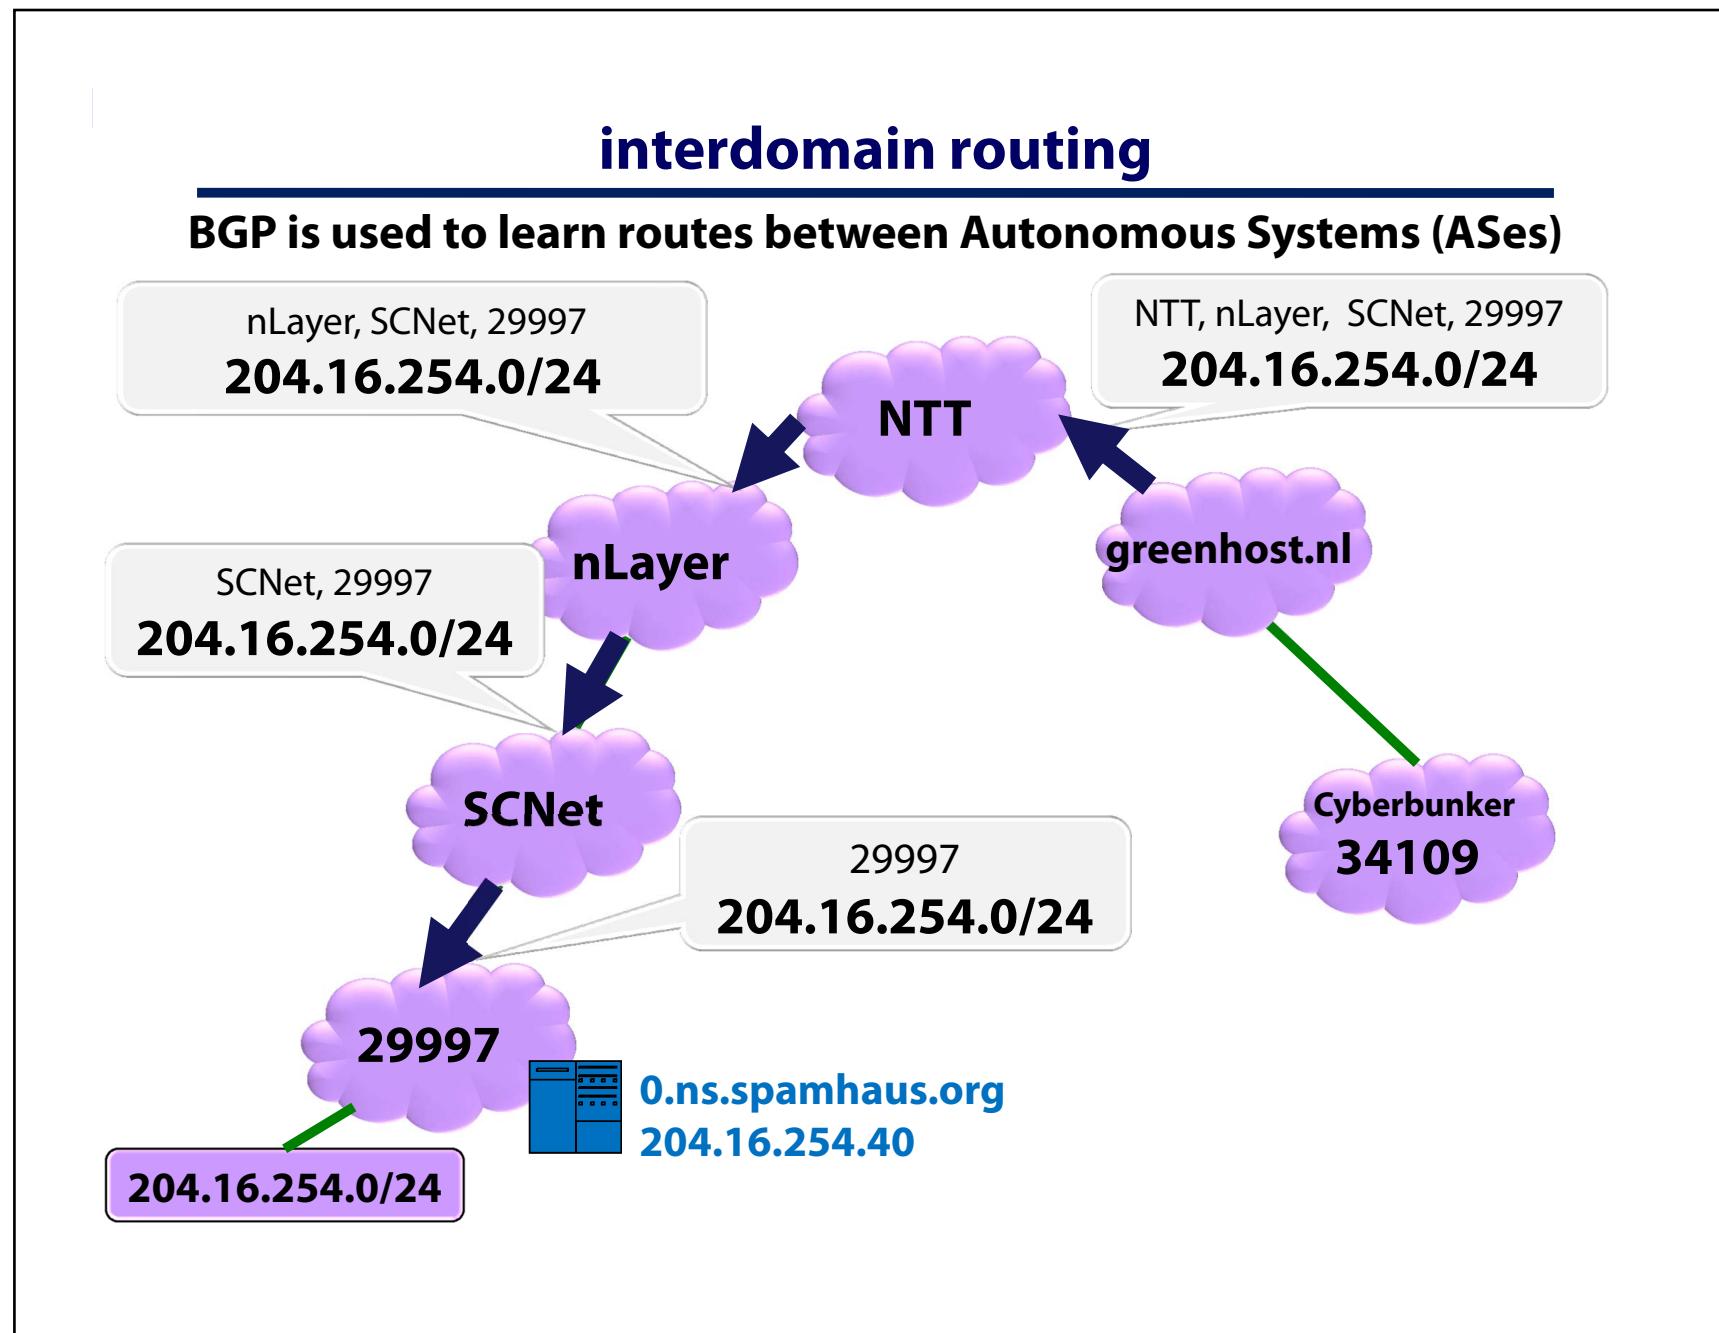 interdomain routing
BGP is used to learn routes between Autonomous Systems (ASes)
nLayer, SCNet, 29997
204.16.254.0/24
NTT, nLayer, SCNet, 29997
204.16.254.0/24
NTT
nLayer
greenhost.nl
SCNet, 29997
204.16.254.0/24
SCNet
Cyberbunker
34109
29997
204.16.254.0/24
29997
0.ns.spamhaus.org
204.16.254.40
204.16.254.0/24